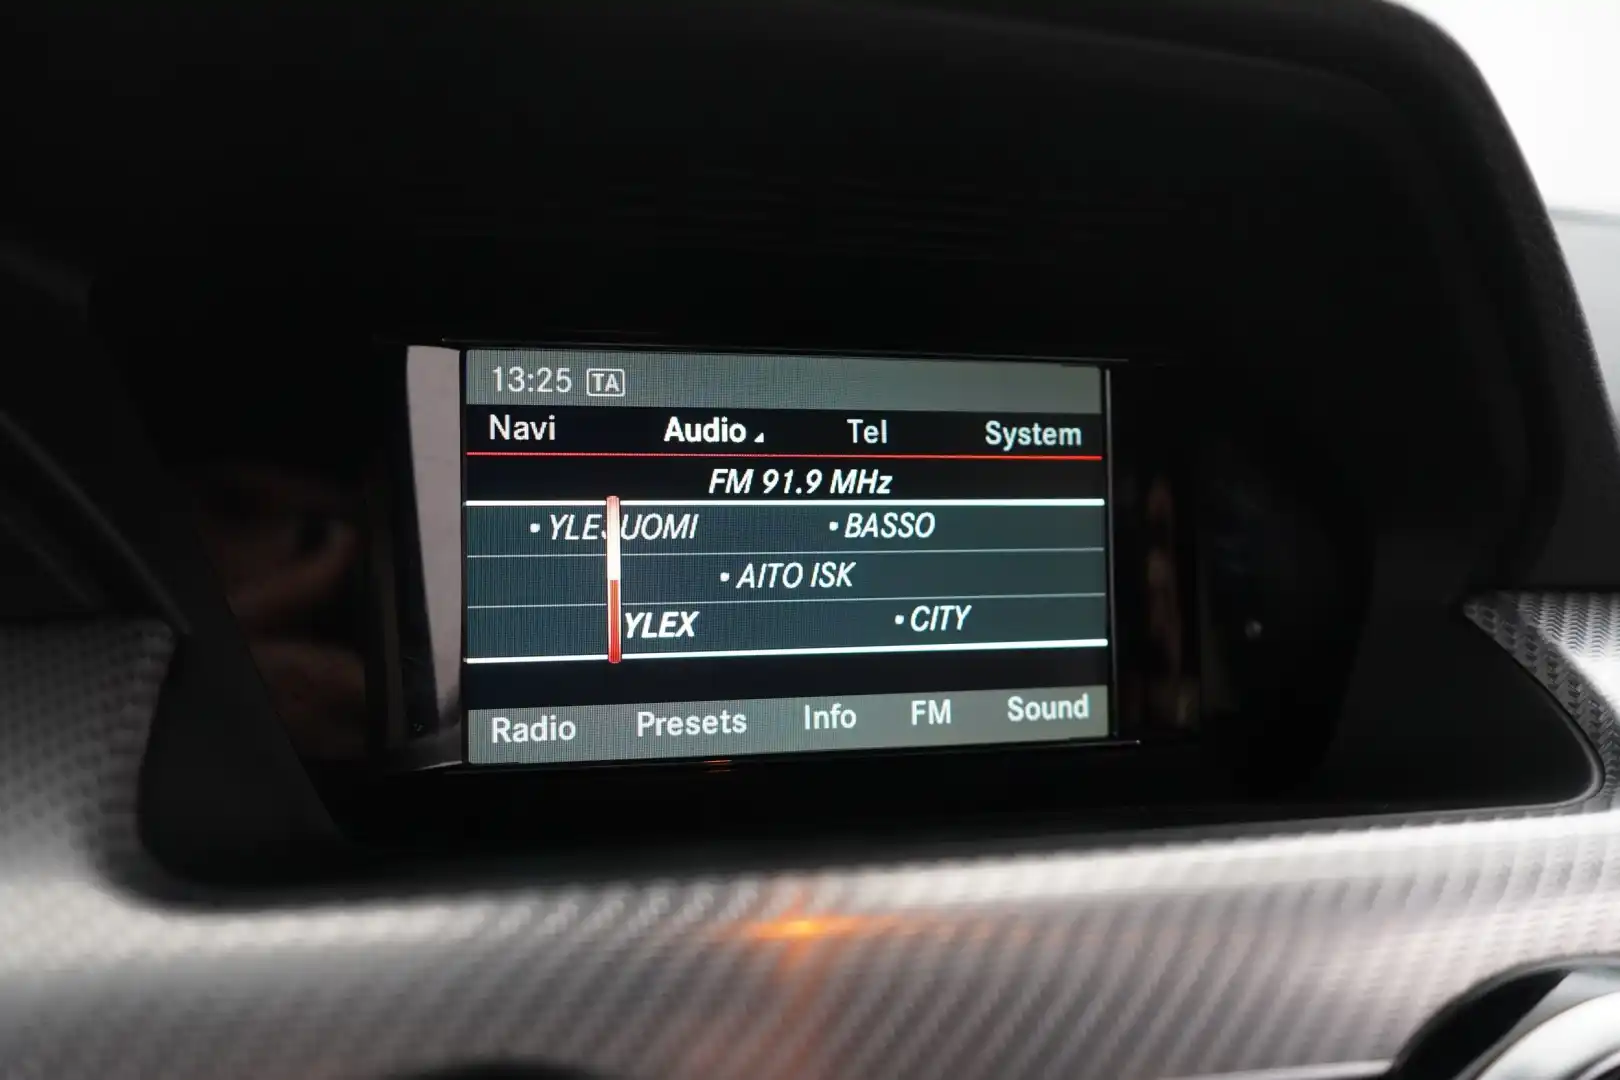 13:25 TA
Navi Audio Tel System
FM 91.9 MHz
• YLE UOMI • BASSO
• AITO ISK
YLEX • CITY
Radio Presets Info FM Sound